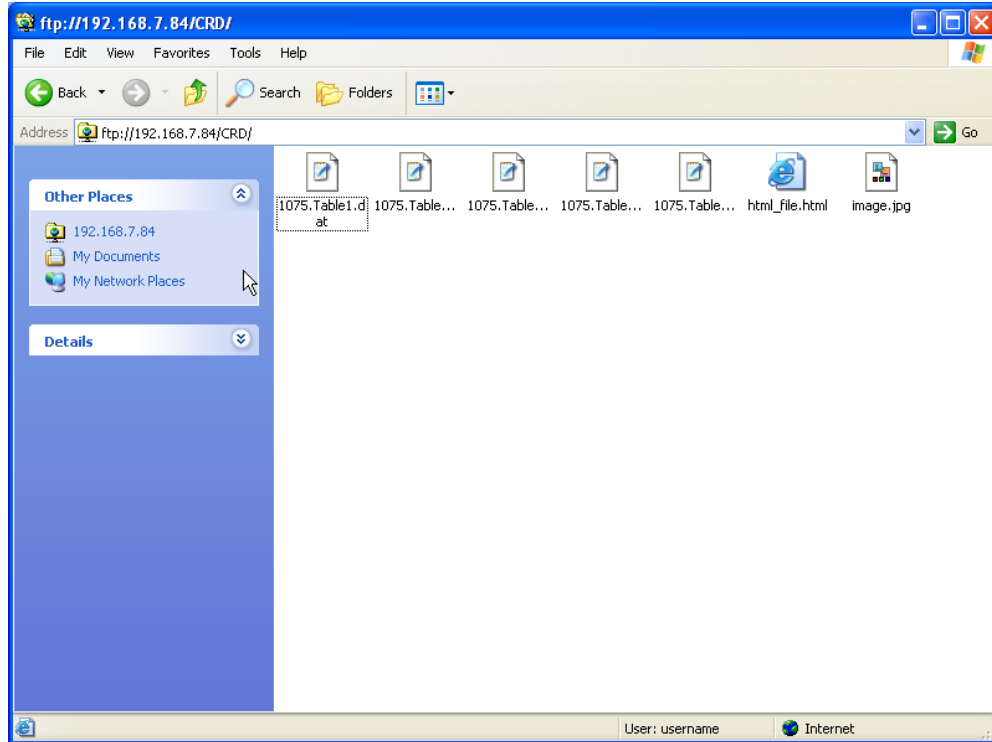 ftp://192.168.7.84/CRD/
File Edit View Favorites Tools Help
Back Search Folders
Address ftp://192.168.7.84/CRD/ Go
Other Places
192.168.7.84
My Documents
My Network Places
Details
1075.Table1.d
at
1075.Table...
1075.Table...
1075.Table...
1075.Table...
html_file.html
image.jpg
User: username
Internet